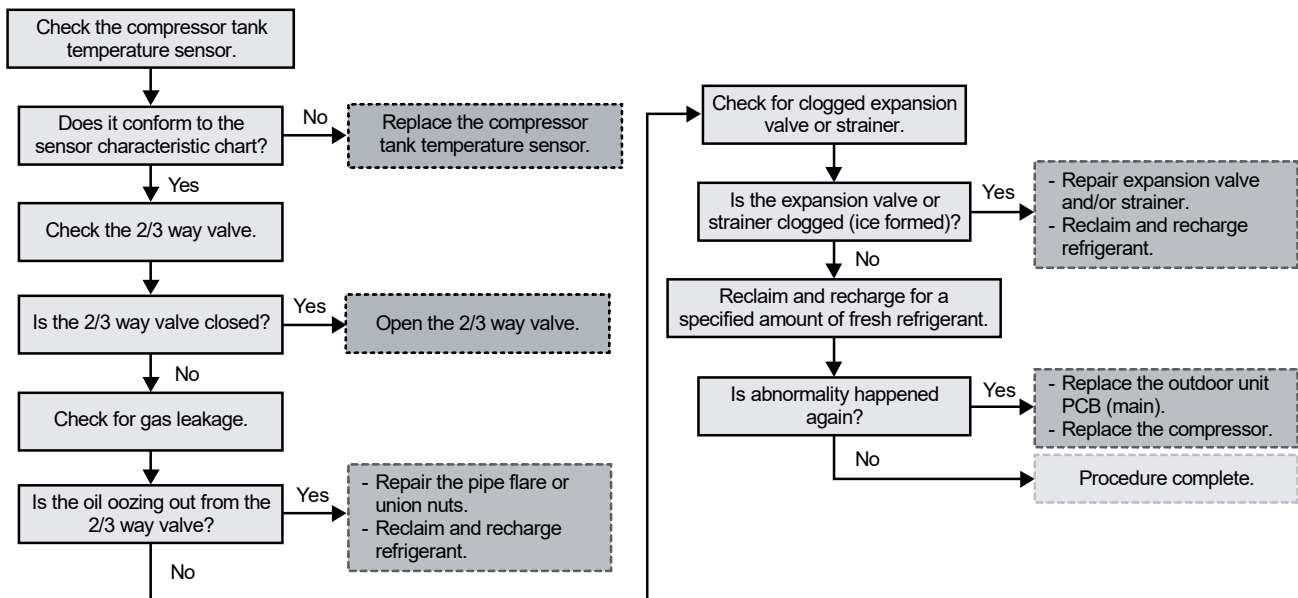 Check the compressor tank
temperature sensor.
Does it conform to the
sensor characteristic chart?
No
Replace the compressor
tank temperature sensor.
Yes
Check the 2/3 way valve.
Is the 2/3 way valve closed?
Yes
Open the 2/3 way valve.
No
Check for gas leakage.
Is the oil oozing out from the
2/3 way valve?
Yes
- Repair the pipe flare or
union nuts.
- Reclaim and recharge
refrigerant.
No
Check for clogged expansion
valve or strainer.
Is the expansion valve or
strainer clogged (ice formed)?
Yes
- Repair expansion valve
and/or strainer.
- Reclaim and recharge
refrigerant.
No
Reclaim and recharge for a
specified amount of fresh refrigerant.
Is abnormality happened
again?
Yes
- Replace the outdoor unit
PCB (main).
- Replace the compressor.
No
Procedure complete.